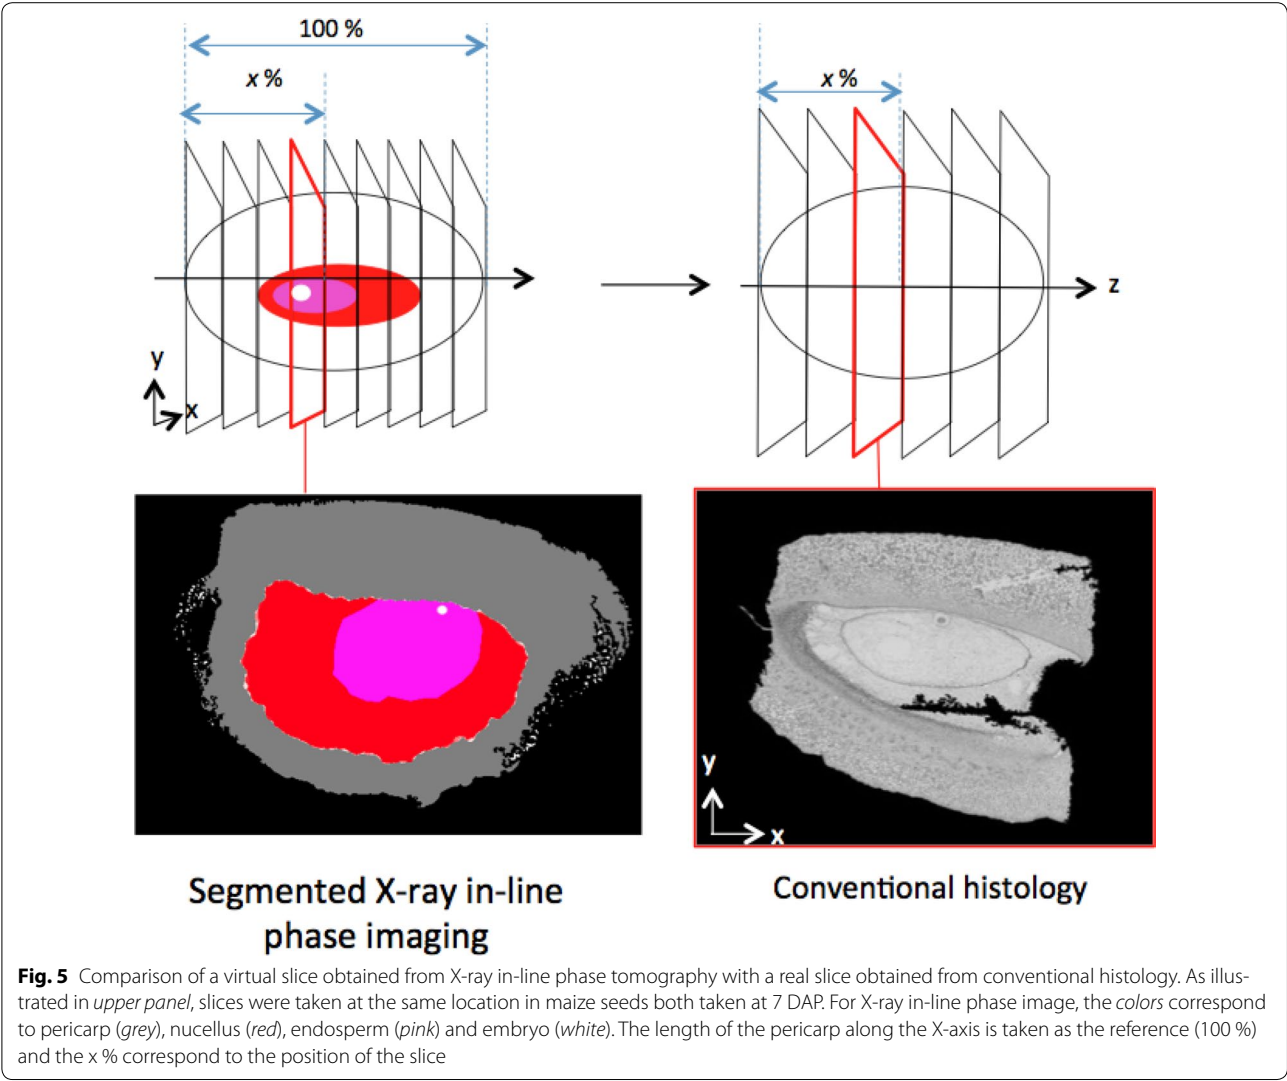 100 %
x %
x %
z
y
x
y
x
Segmented X-ray in-line
phase imaging
Conventional histology
Fig. 5 Comparison of a virtual slice obtained from X-ray in-line phase tomography with a real slice obtained from conventional histology. As illus-
trated in upper panel, slices were taken at the same location in maize seeds both taken at 7 DAP. For X-ray in-line phase image, the colors correspond
to pericarp (grey), nucellus (red), endosperm (pink) and embryo (white). The length of the pericarp along the X-axis is taken as the reference (100 %)
and the x % correspond to the position of the slice